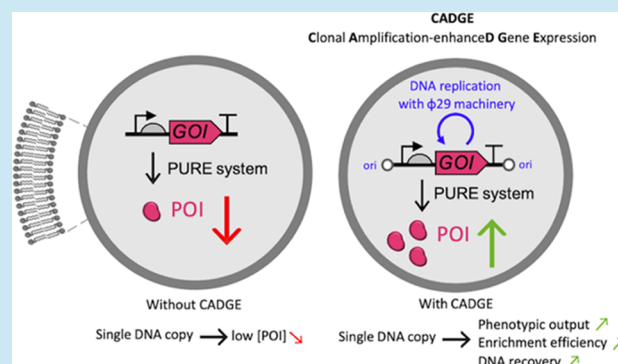 CADGE
Clonal Amplification-enhanceD Gene Expression
GOI
PURE system
POI
Without CADGE
Single DNA copy → low [POI] ↘
DNA replication
with ϕ29 machinery
ori GOI ori
PURE system
POI
With CADGE
Single DNA copy → Phenotypic output ↗
Enrichment efficiency ↗
DNA recovery ↗